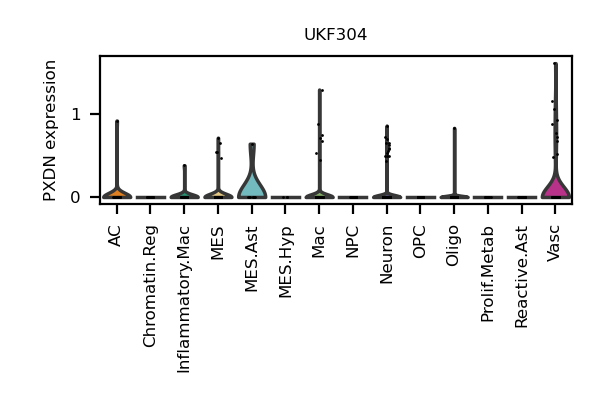 UKF304
PXDN expression
1
0
AC
Chromatin.Reg
Inflammatory.Mac
MES
MES.Ast
MES.Hyp
Mac
NPC
Neuron
OPC
Oligo
Prolif.Metab
Reactive.Ast
Vasc